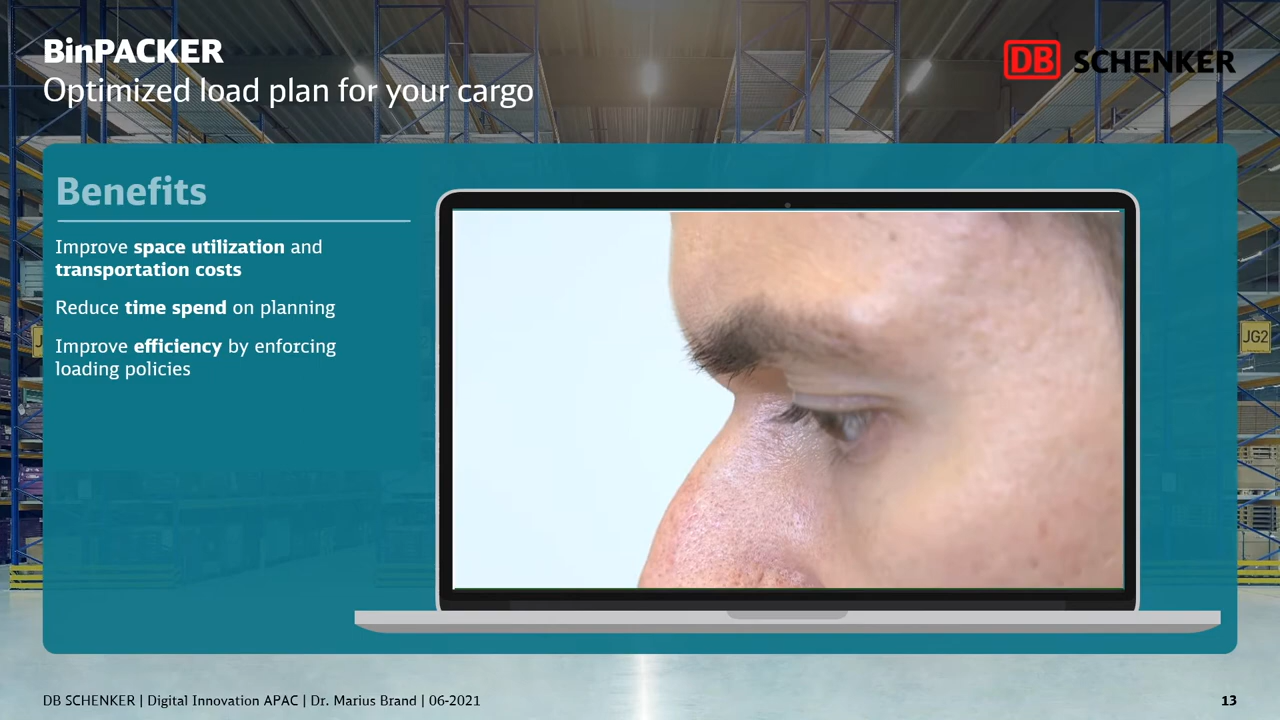 BinPACKER
Optimized load plan for your cargo
DB SCHENKER
Benefits
Improve space utilization and
transportation costs
Reduce time spend on planning
Improve efficiency by enforcing
loading policies
JG2
DB SCHENKER | Digital Innovation APAC | Dr. Marius Brand | 06-2021
13